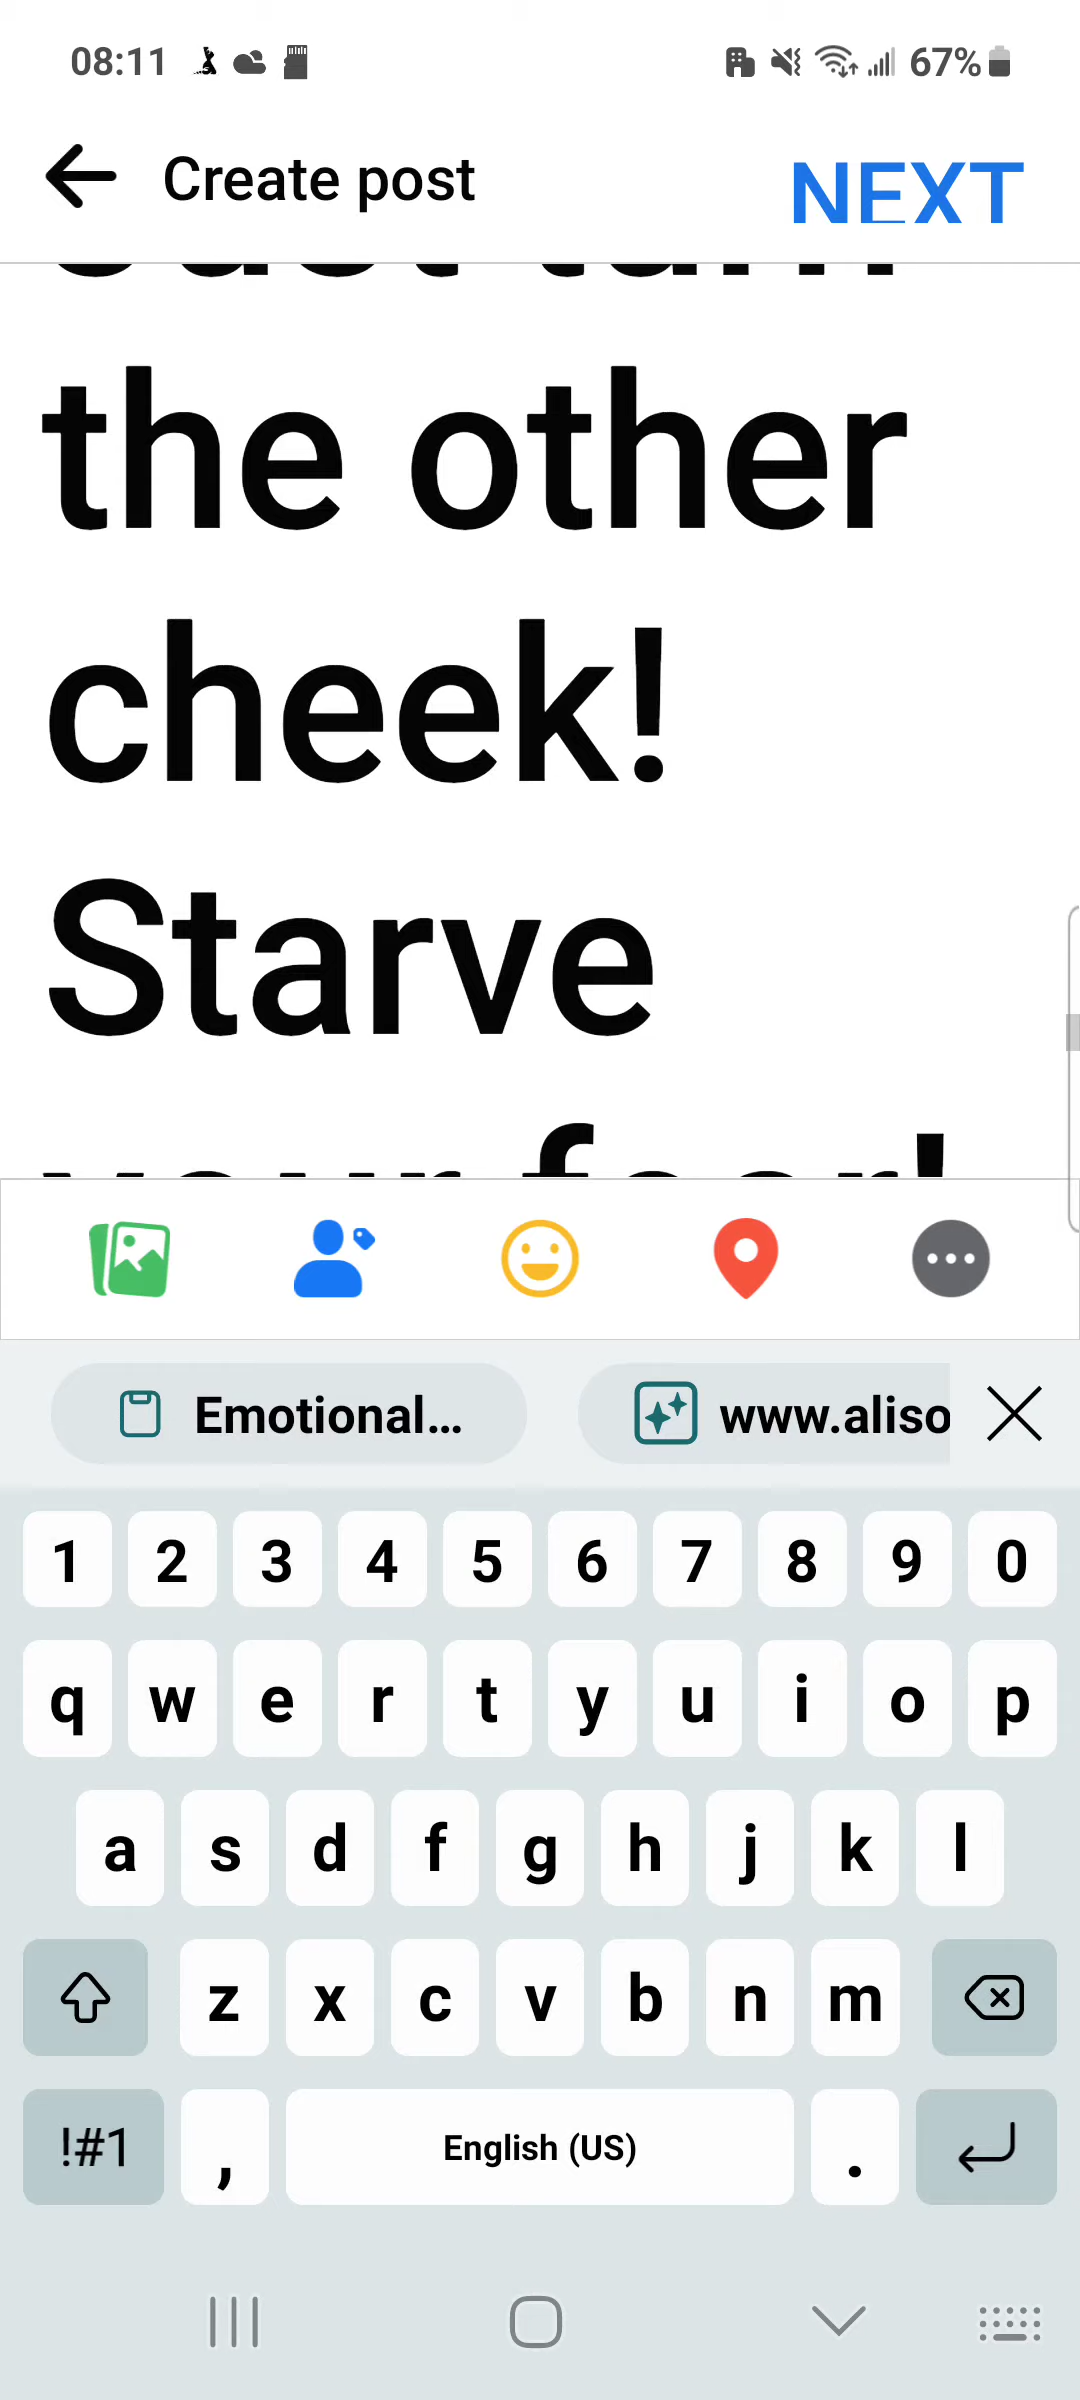 08:11 67%
Create post NEXT
the other
cheek!
Starve
Emotional... www.aliso
1 2 3 4 5 6 7 8 9 0
q w e r t y u i o p
a s d f g h j k l
z x c v b n m
!#1 , English (US) .